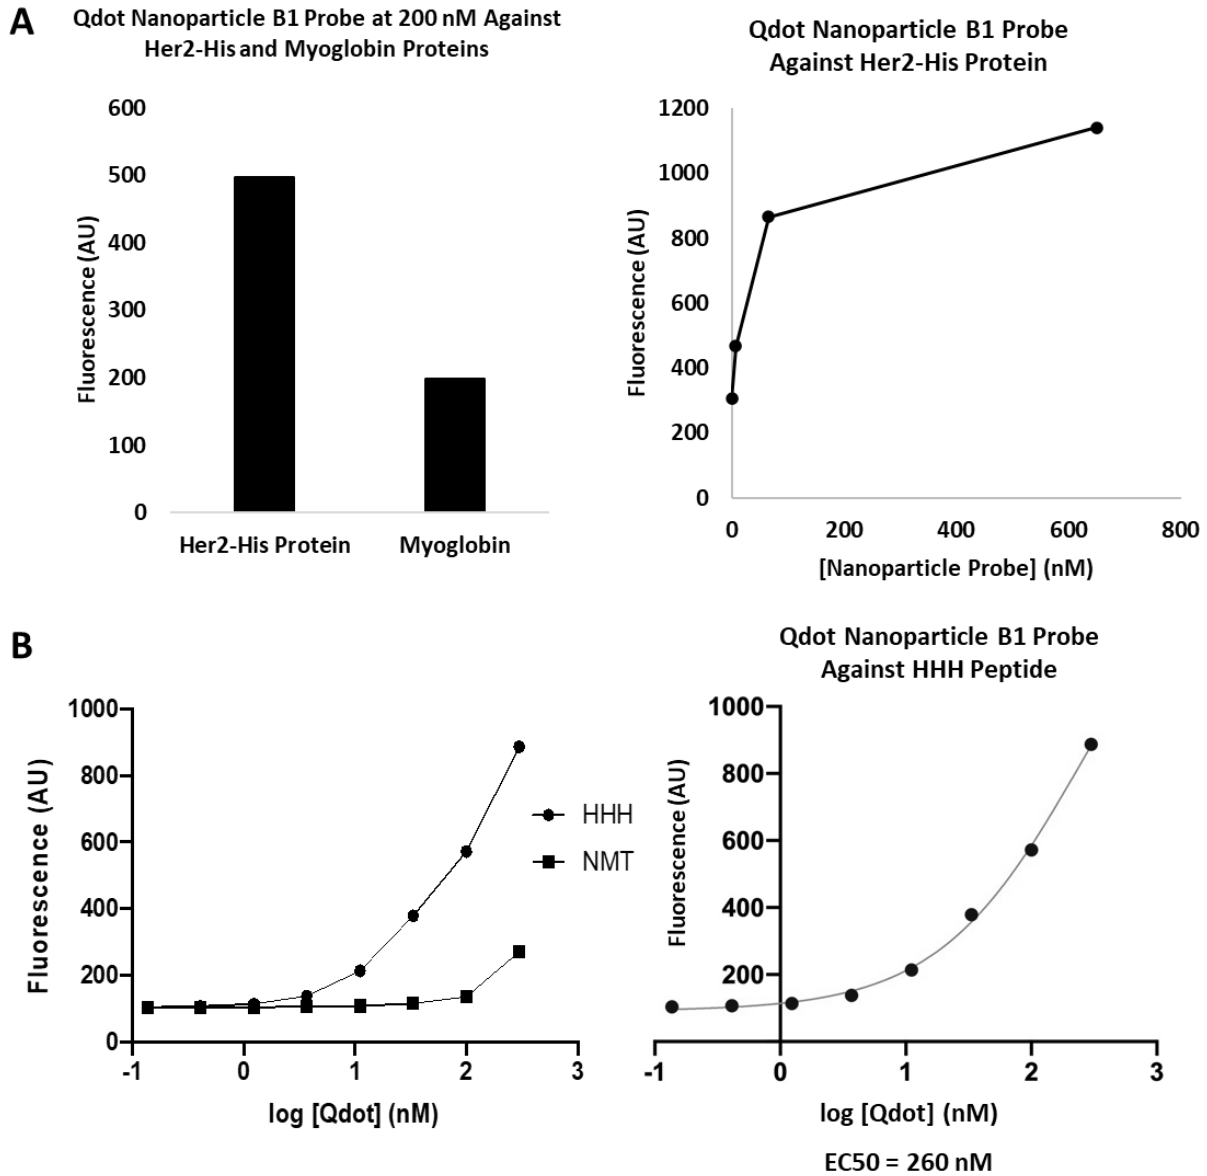 A
Qdot Nanoparticle B1 Probe at 200 nM Against
Her2-His and Myoglobin Proteins
600
500
400
300
200
100
0
Fluorescence (AU)
Her2-His Protein
Myoglobin
Qdot Nanoparticle B1 Probe
Against Her2-His Protein
1200
1000
800
600
400
200
0
Fluorescence (AU)
0 200 400 600 800
[Nanoparticle Probe] (nM)
B
1000
800
600
400
200
0
Fluorescence (AU)
HHH
NMT
-1 0 1 2 3
log [Qdot] (nM)
Qdot Nanoparticle B1 Probe
Against HHH Peptide
1000
800
600
400
200
Fluorescence (AU)
-1 0 1 2 3
log [Qdot] (nM)
EC50 = 260 nM